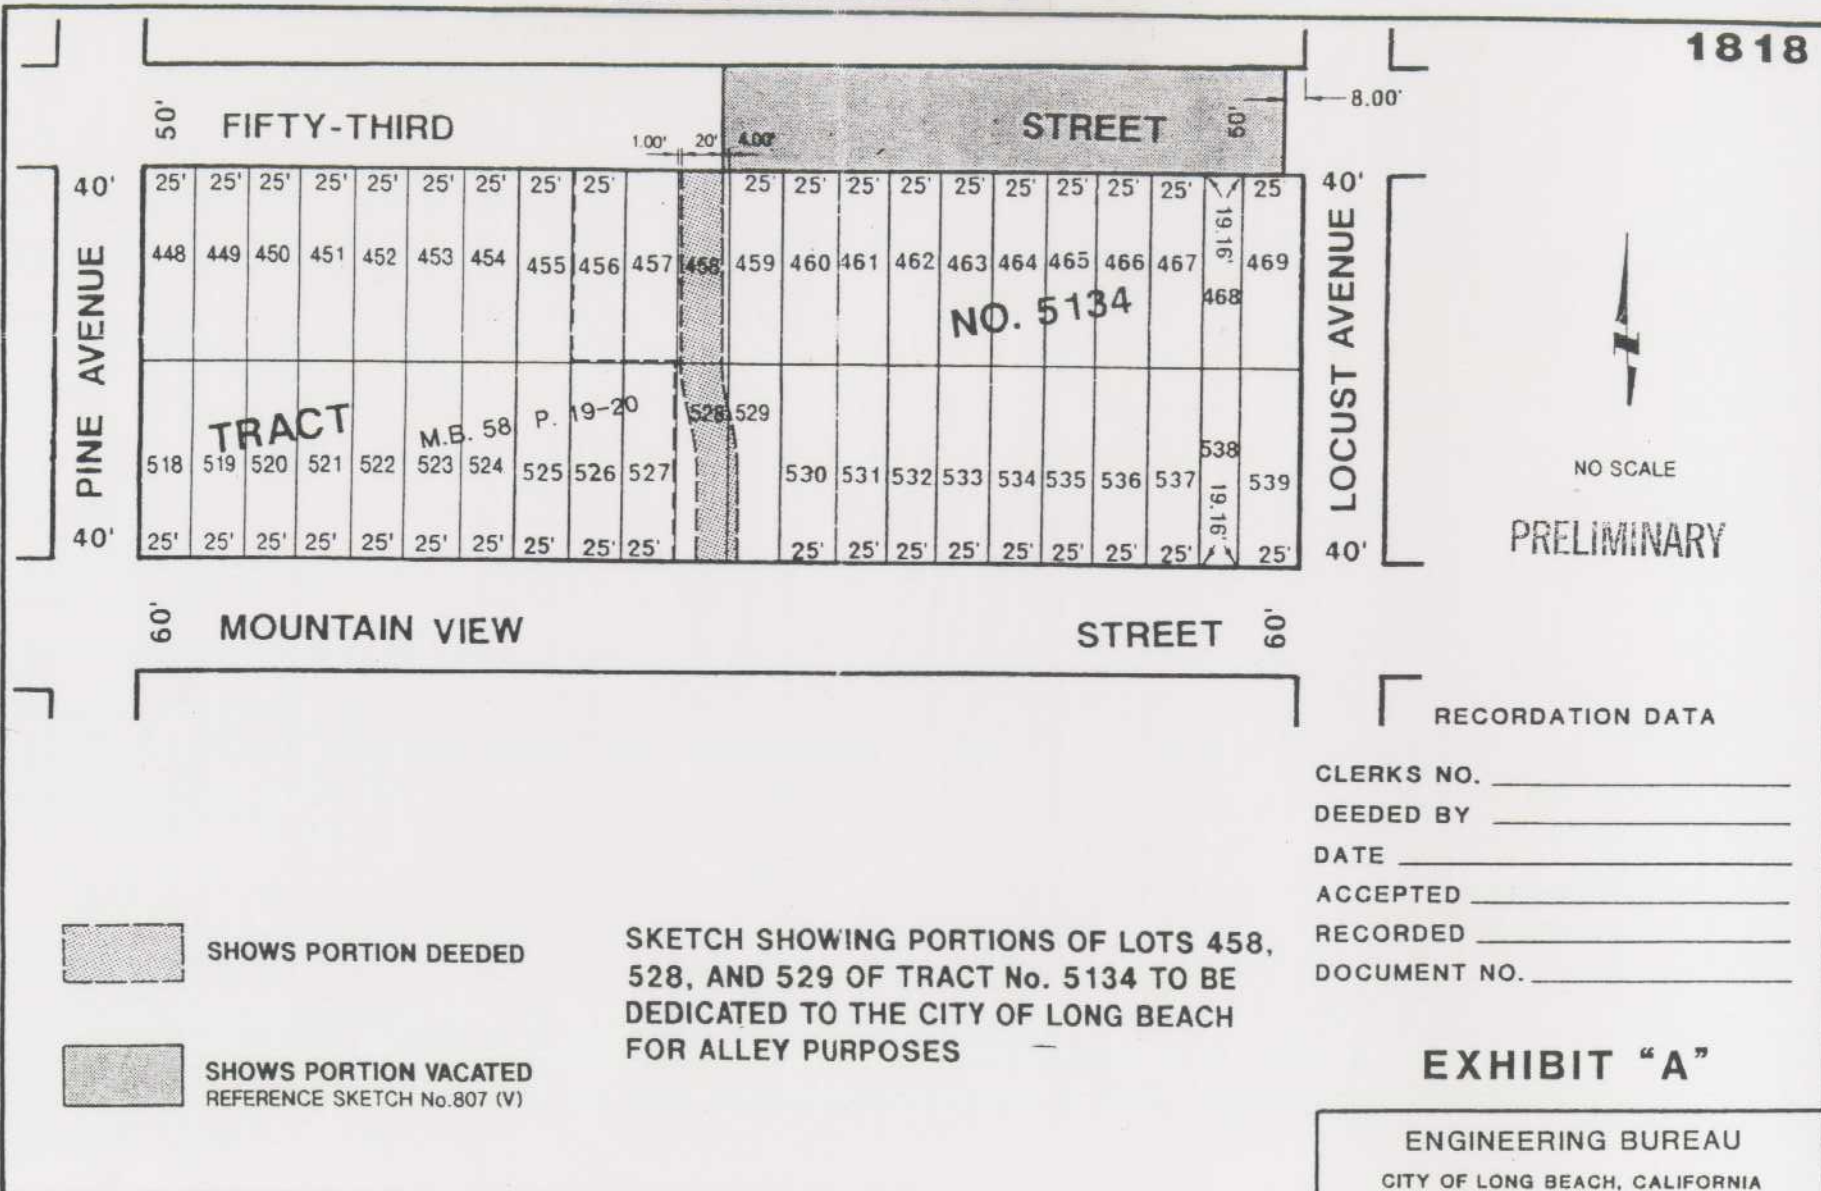 1818
8.00'
50' FIFTY-THIRD STREET 50'
1.00' 20' 4.00'
40' 25' 25' 25' 25' 25' 25' 25' 25' 25' 25' 25' 25' 25' 25' 25' 25' 25' 25' 25 40'
PINE AVENUE
448 449 450 451 452 453 454 455 456 457 458 459 460 461 462 463 464 465 466 467 19.16' 468 469
LOCUST AVENUE
NO. 5134
TRACT M.B. 58 P. 19-20
528 529
518 519 520 521 522 523 524 525 526 527 530 531 532 533 534 535 536 537 538 539
19.16'
40' 25' 25' 25' 25' 25' 25' 25' 25' 25' 25' 25' 25' 25' 25' 25' 25' 25' 25' 25' 40'
60' MOUNTAIN VIEW STREET 60'
NO SCALE
PRELIMINARY
RECORDATION DATA
CLERKS NO.
DEEDED BY
DATE
ACCEPTED
RECORDED
DOCUMENT NO.
SHOWS PORTION DEEDED
SHOWS PORTION VACATED
REFERENCE SKETCH No.807 (V)
SKETCH SHOWING PORTIONS OF LOTS 458,
528, AND 529 OF TRACT No. 5134 TO BE
DEDICATED TO THE CITY OF LONG BEACH
FOR ALLEY PURPOSES
EXHIBIT “A”
ENGINEERING BUREAU
CITY OF LONG BEACH, CALIFORNIA